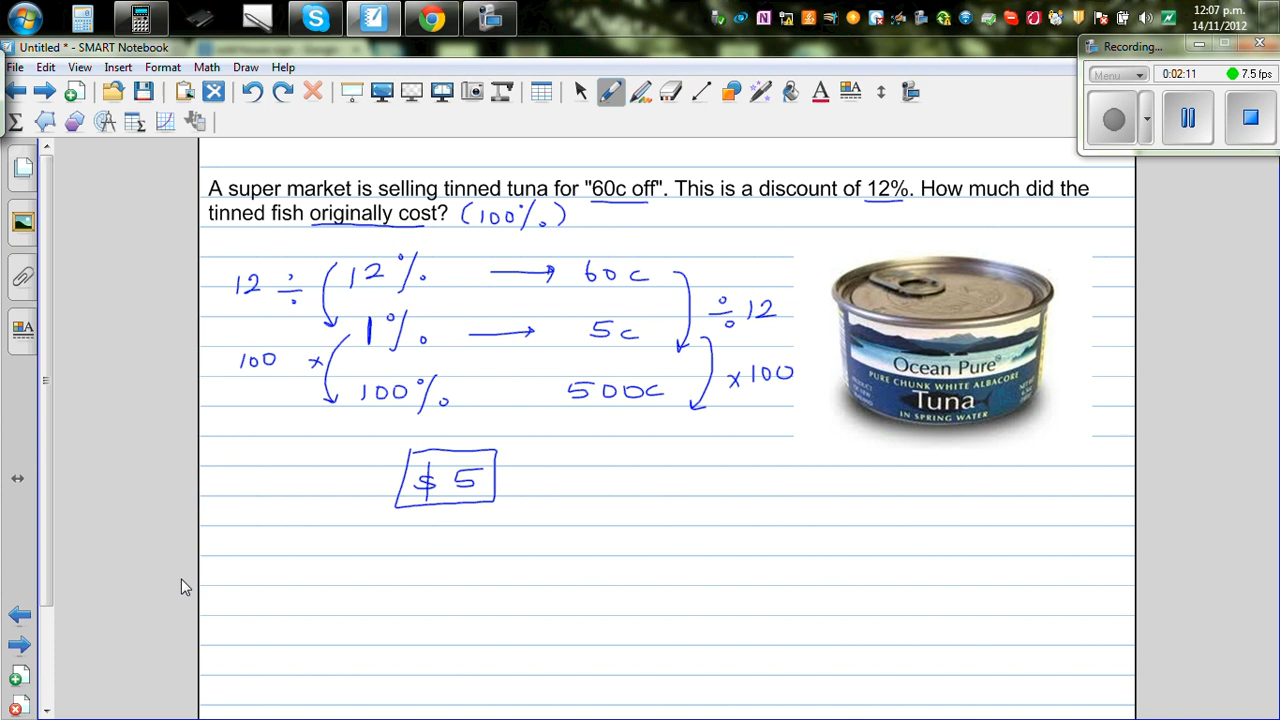 12:07 p.m.
14/11/2012
Untitled * - SMART Notebook
Recording...
File Edit View Insert Format Math Draw Help
Menu 0:02:11 7.5 fps
A super market is selling tinned tuna for "60c off". This is a discount of 12%. How much did the
tinned fish originally cost? (100%)
12 ÷ 12% → 60c ÷ 12
1% → 5c
100 × 100% 500c ×100
$ 5
Ocean Pure®
PURE CHUNK WHITE ALBACORE
Tuna
IN SPRING WATER